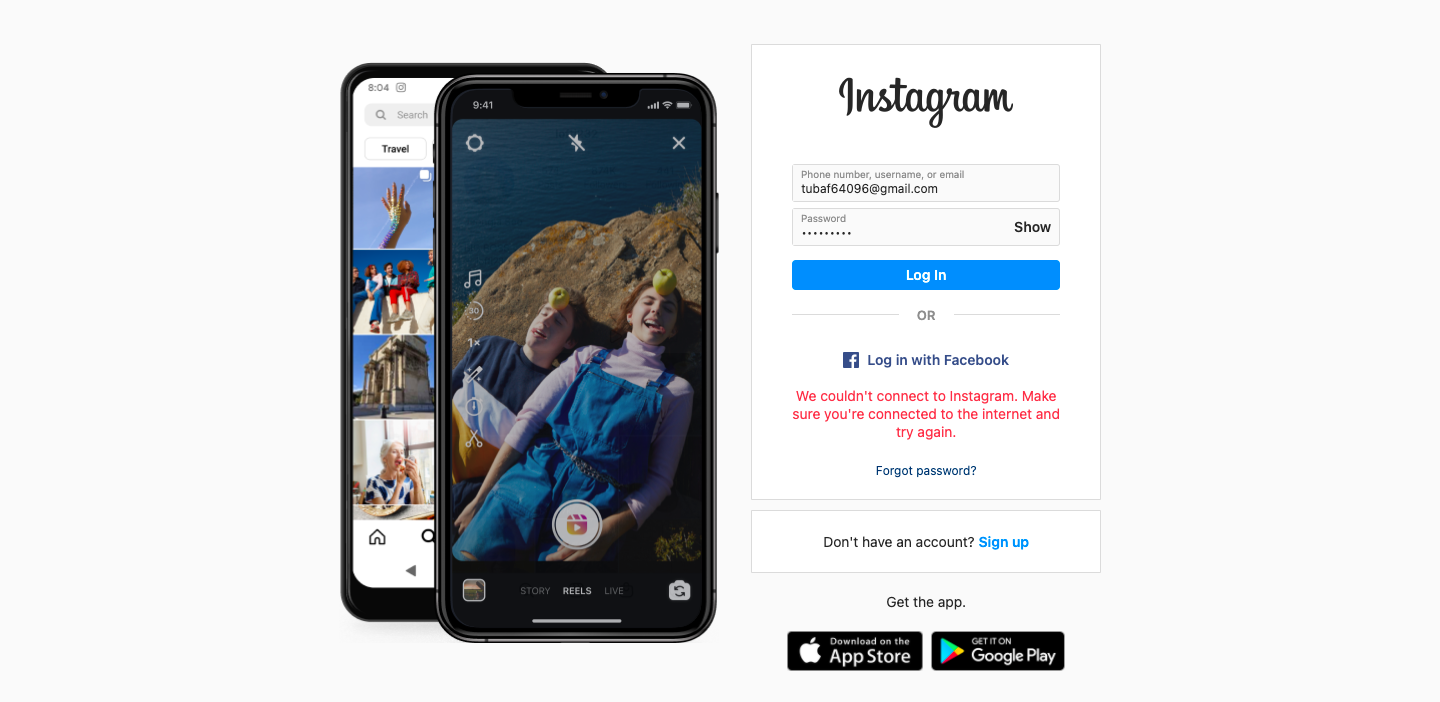 8:04
Search
Travel
9:41
30
1×
STORY REELS LIVE
Instagram
Phone number, username, or email
tubaf64096@gmail.com
Password
•••••••••
Show
Log In
OR
Log in with Facebook
We couldn't connect to Instagram. Make
sure you're connected to the internet and
try again.
Forgot password?
Don't have an account? Sign up
Get the app.
Download on the
App Store
GET IT ON
Google Play